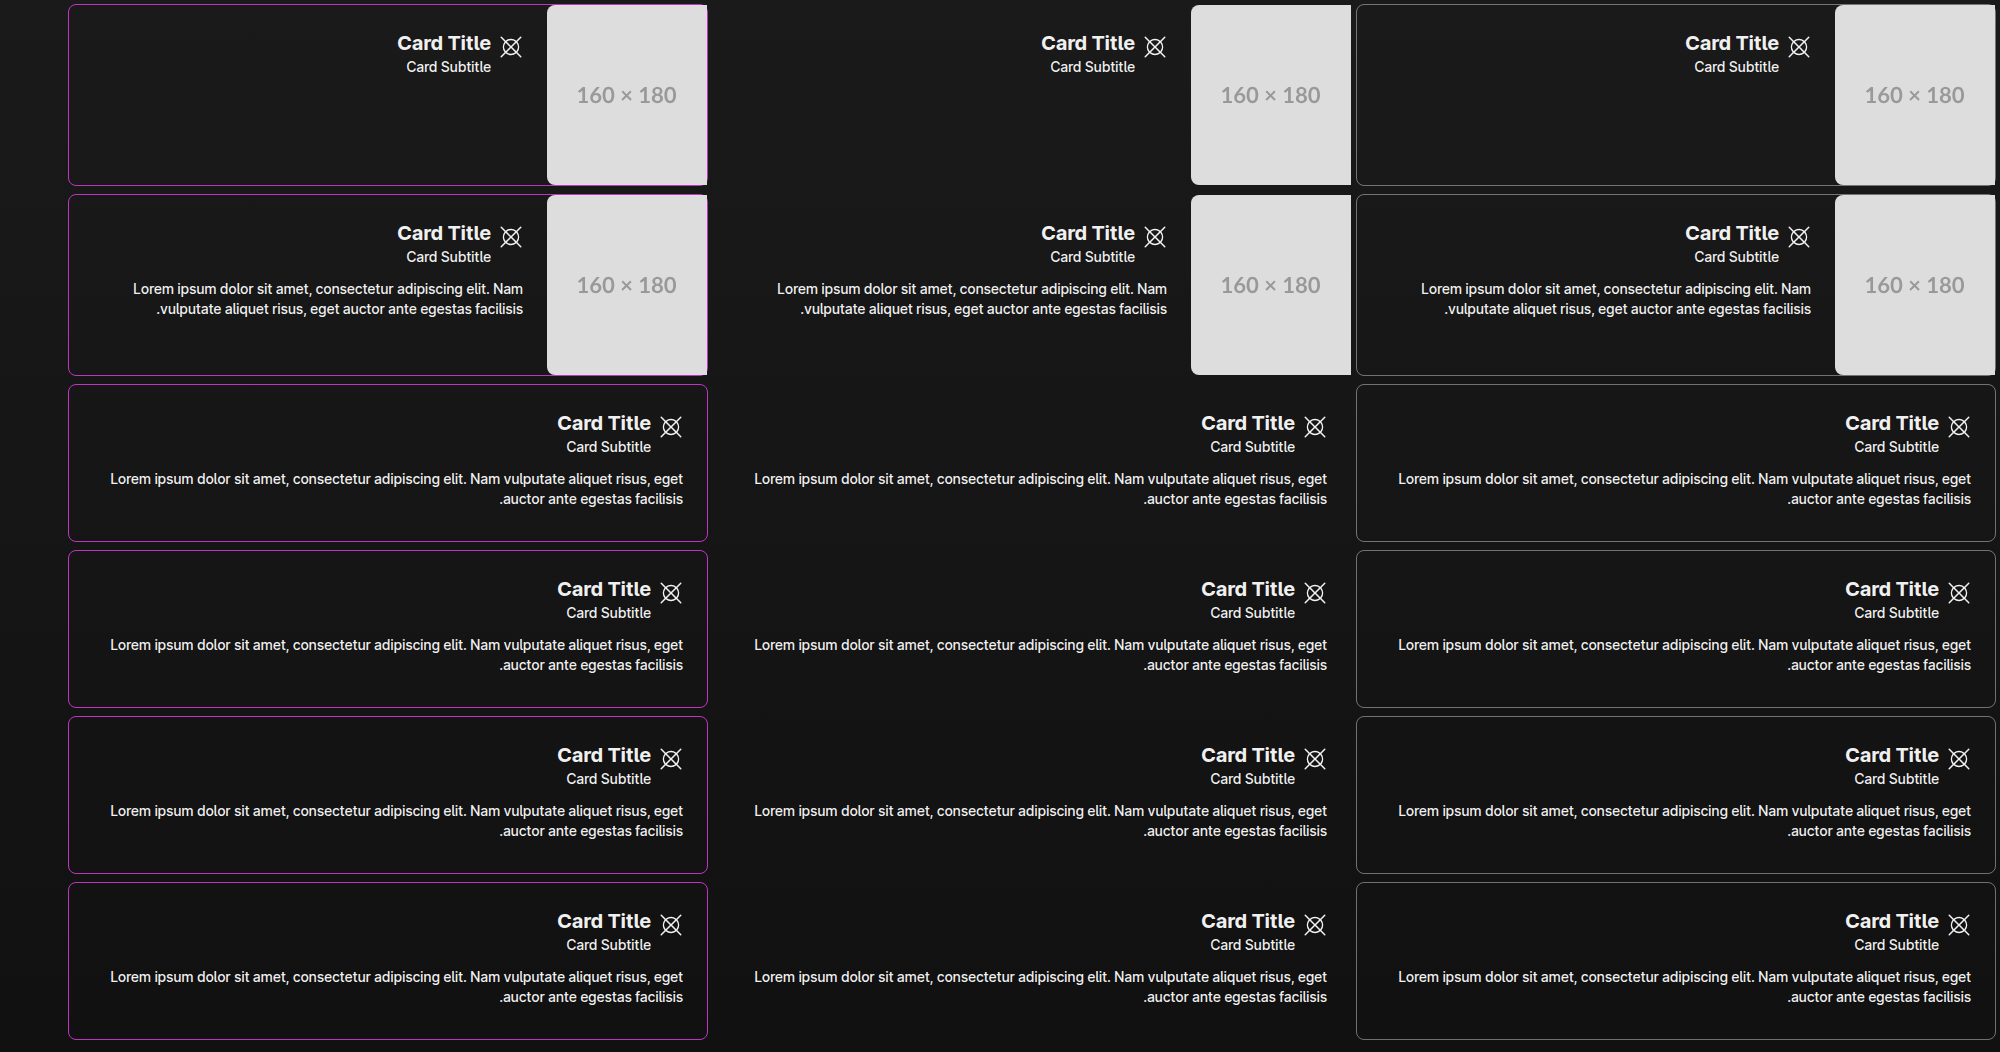 Card Title
Card Subtitle
160 × 180
Card Title
Card Subtitle
160 × 180
Card Title
Card Subtitle
160 × 180
Card Title
Card Subtitle
Lorem ipsum dolor sit amet, consectetur adipiscing elit. Nam
.vulputate aliquet risus, eget auctor ante egestas facilisis
160 × 180
Card Title
Card Subtitle
Lorem ipsum dolor sit amet, consectetur adipiscing elit. Nam
.vulputate aliquet risus, eget auctor ante egestas facilisis
160 × 180
Card Title
Card Subtitle
Lorem ipsum dolor sit amet, consectetur adipiscing elit. Nam
.vulputate aliquet risus, eget auctor ante egestas facilisis
160 × 180
Card Title
Card Subtitle
Lorem ipsum dolor sit amet, consectetur adipiscing elit. Nam vulputate aliquet risus, eget
.auctor ante egestas facilisis
Card Title
Card Subtitle
Lorem ipsum dolor sit amet, consectetur adipiscing elit. Nam vulputate aliquet risus, eget
.auctor ante egestas facilisis
Card Title
Card Subtitle
Lorem ipsum dolor sit amet, consectetur adipiscing elit. Nam vulputate aliquet risus, eget
.auctor ante egestas facilisis
Card Title
Card Subtitle
Lorem ipsum dolor sit amet, consectetur adipiscing elit. Nam vulputate aliquet risus, eget
.auctor ante egestas facilisis
Card Title
Card Subtitle
Lorem ipsum dolor sit amet, consectetur adipiscing elit. Nam vulputate aliquet risus, eget
.auctor ante egestas facilisis
Card Title
Card Subtitle
Lorem ipsum dolor sit amet, consectetur adipiscing elit. Nam vulputate aliquet risus, eget
.auctor ante egestas facilisis
Card Title
Card Subtitle
Lorem ipsum dolor sit amet, consectetur adipiscing elit. Nam vulputate aliquet risus, eget
.auctor ante egestas facilisis
Card Title
Card Subtitle
Lorem ipsum dolor sit amet, consectetur adipiscing elit. Nam vulputate aliquet risus, eget
.auctor ante egestas facilisis
Card Title
Card Subtitle
Lorem ipsum dolor sit amet, consectetur adipiscing elit. Nam vulputate aliquet risus, eget
.auctor ante egestas facilisis
Card Title
Card Subtitle
Lorem ipsum dolor sit amet, consectetur adipiscing elit. Nam vulputate aliquet risus, eget
.auctor ante egestas facilisis
Card Title
Card Subtitle
Lorem ipsum dolor sit amet, consectetur adipiscing elit. Nam vulputate aliquet risus, eget
.auctor ante egestas facilisis
Card Title
Card Subtitle
Lorem ipsum dolor sit amet, consectetur adipiscing elit. Nam vulputate aliquet risus, eget
.auctor ante egestas facilisis